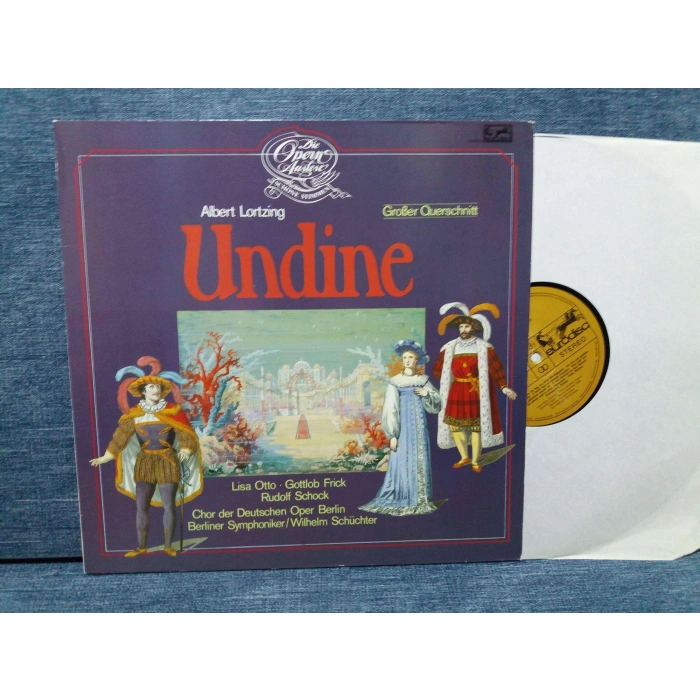 Die
Opern
Auslese
Albert Lortzing
Großer Querschnitt
Undine
Lisa Otto · Gottlob Frick
Rudolf Schock
Chor der Deutschen Oper Berlin
Berliner Symphoniker/Wilhelm Schüchter
eurodisc
STEREO